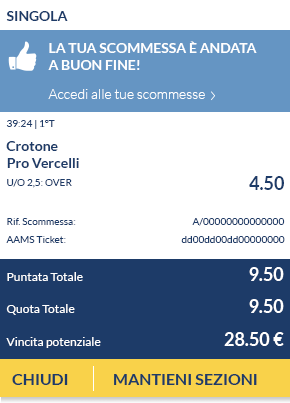 SINGOLA
LA TUA SCOMMESSA È ANDATA
A BUON FINE!
Accedi alle tue scommesse >
39:24 | 1°T
Crotone
Pro Vercelli
U/O 2,5: OVER
4.50
Rif. Scommessa: A/00000000000000
AAMS Ticket: dd00dd00dd00000000
Puntata Totale 9.50
Quota Totale 9.50
Vincita potenziale 28.50 €
CHIUDI MANTIENI SEZIONI